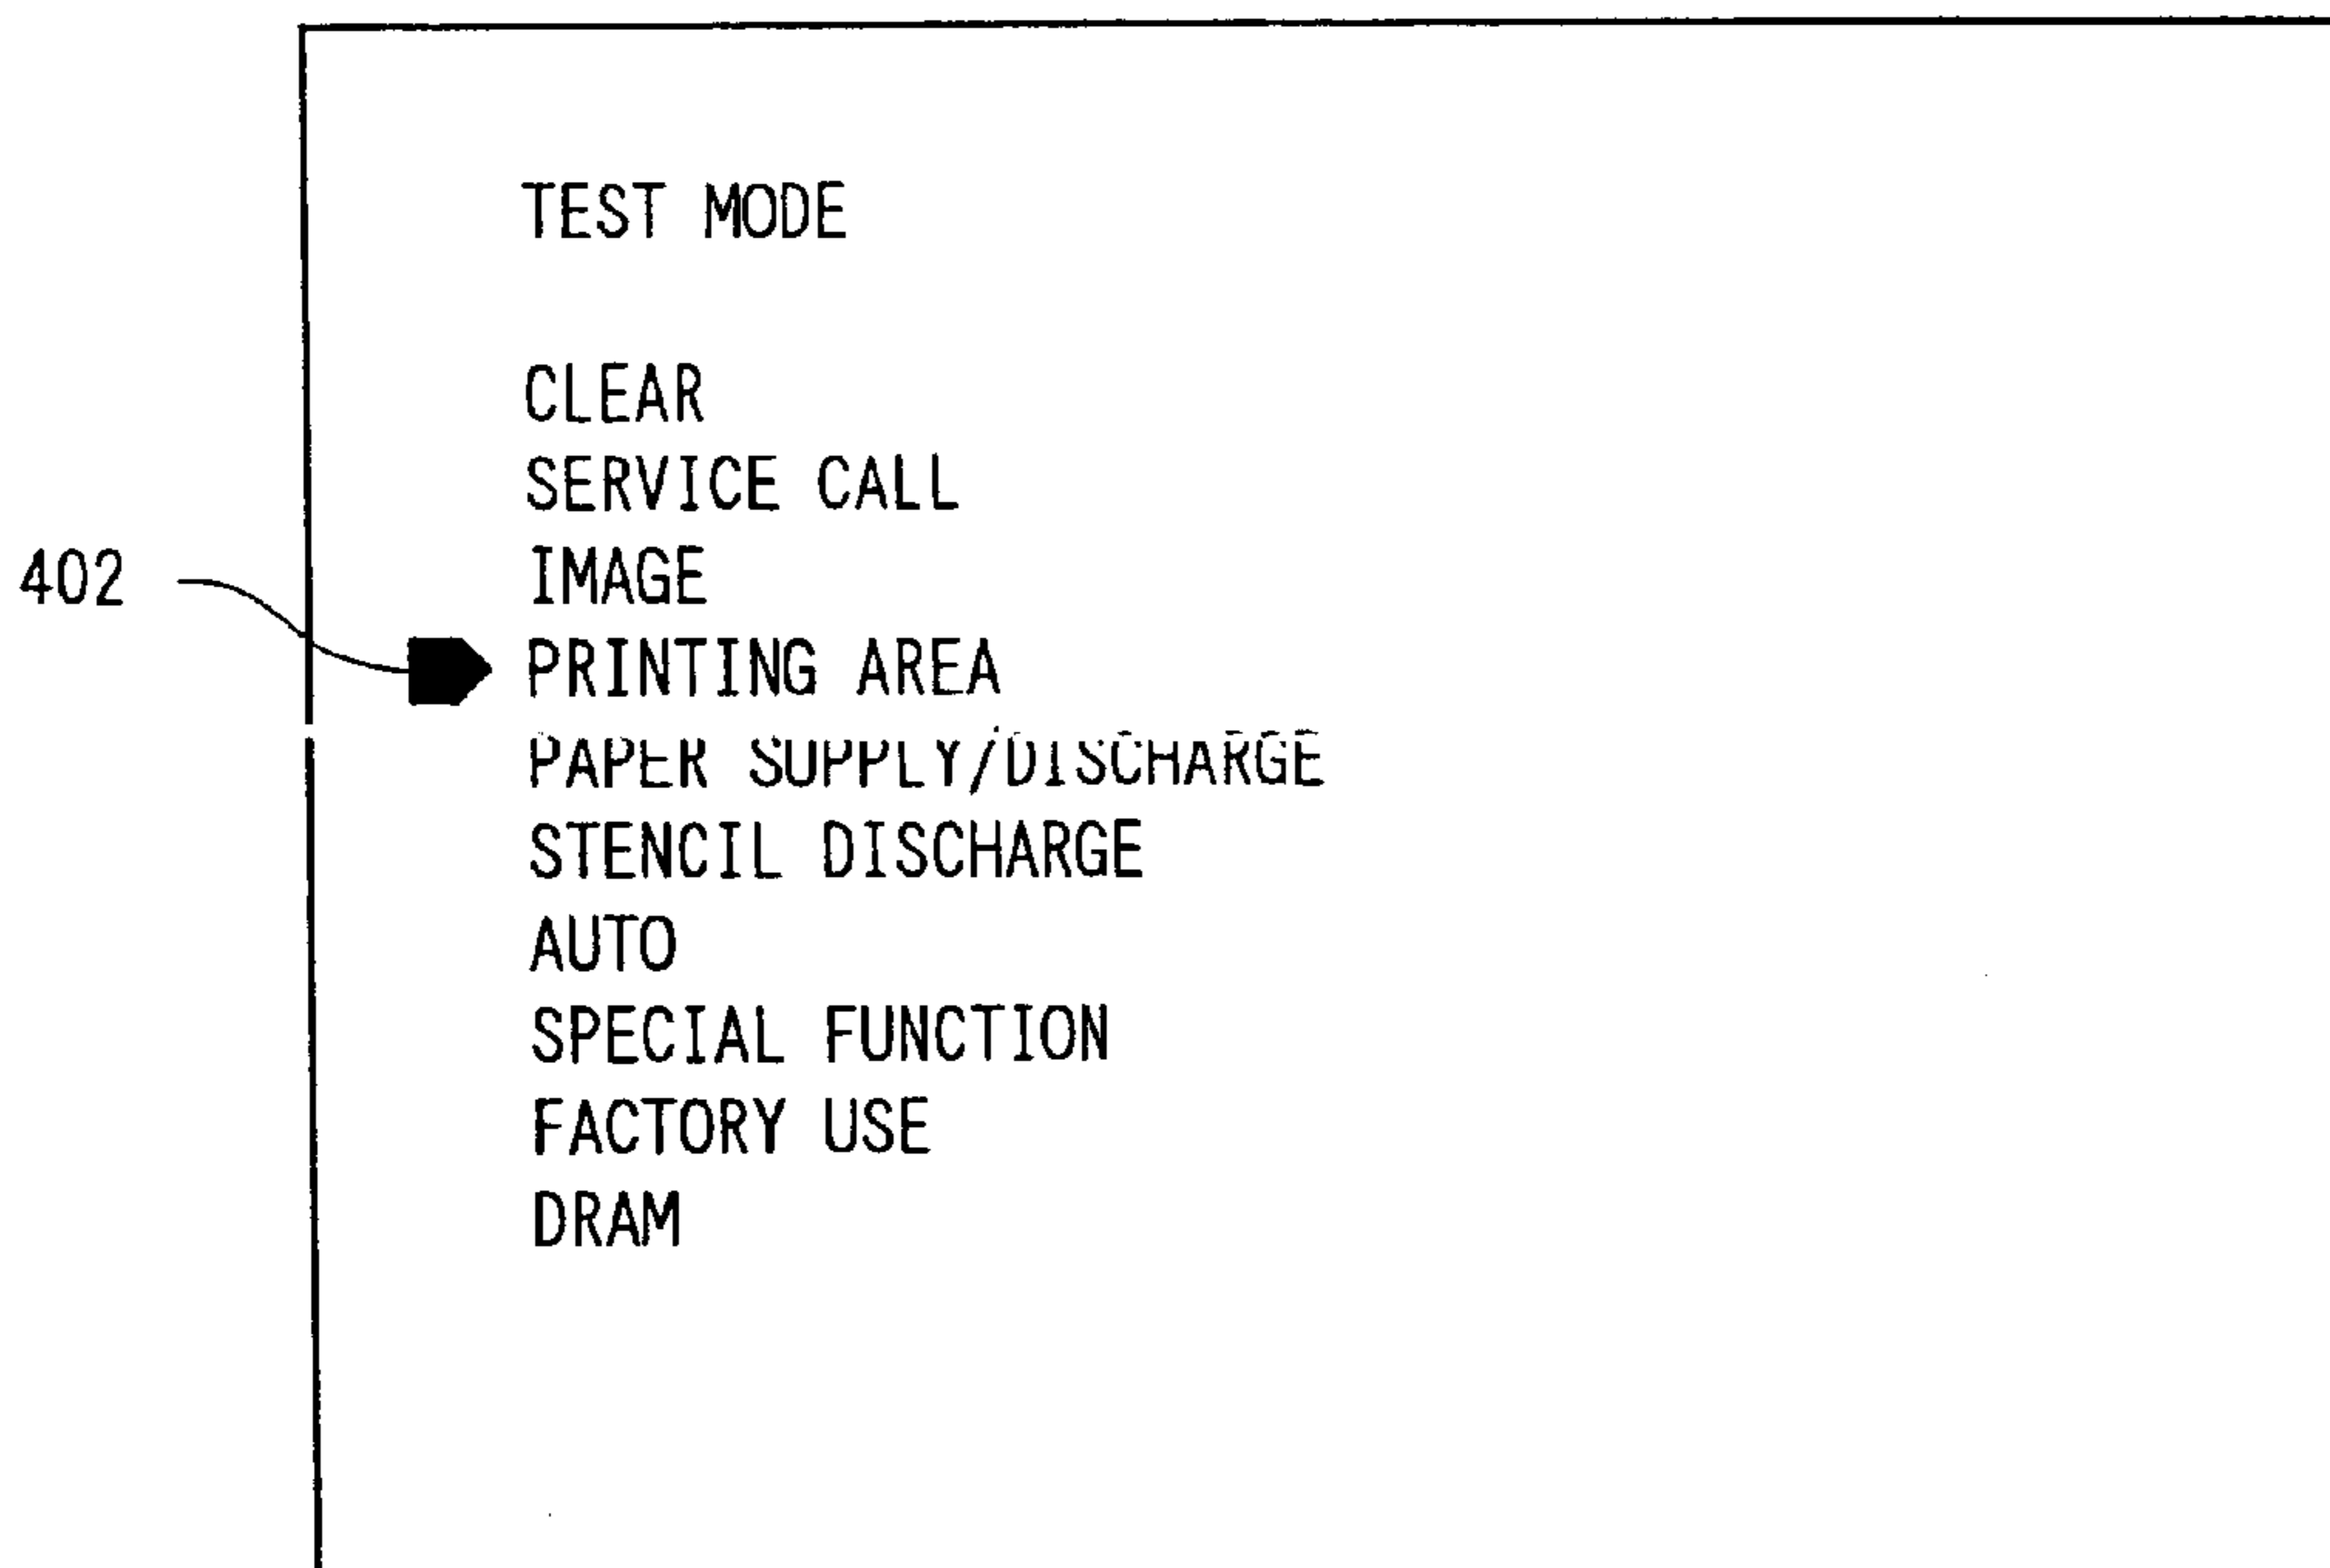 TEST MODE
CLEAR
SERVICE CALL
IMAGE
402
PRINTING AREA
PAPER SUPPLY/DISCHARGE
STENCIL DISCHARGE
AUTO
SPECIAL FUNCTION
FACTORY USE
DRAM